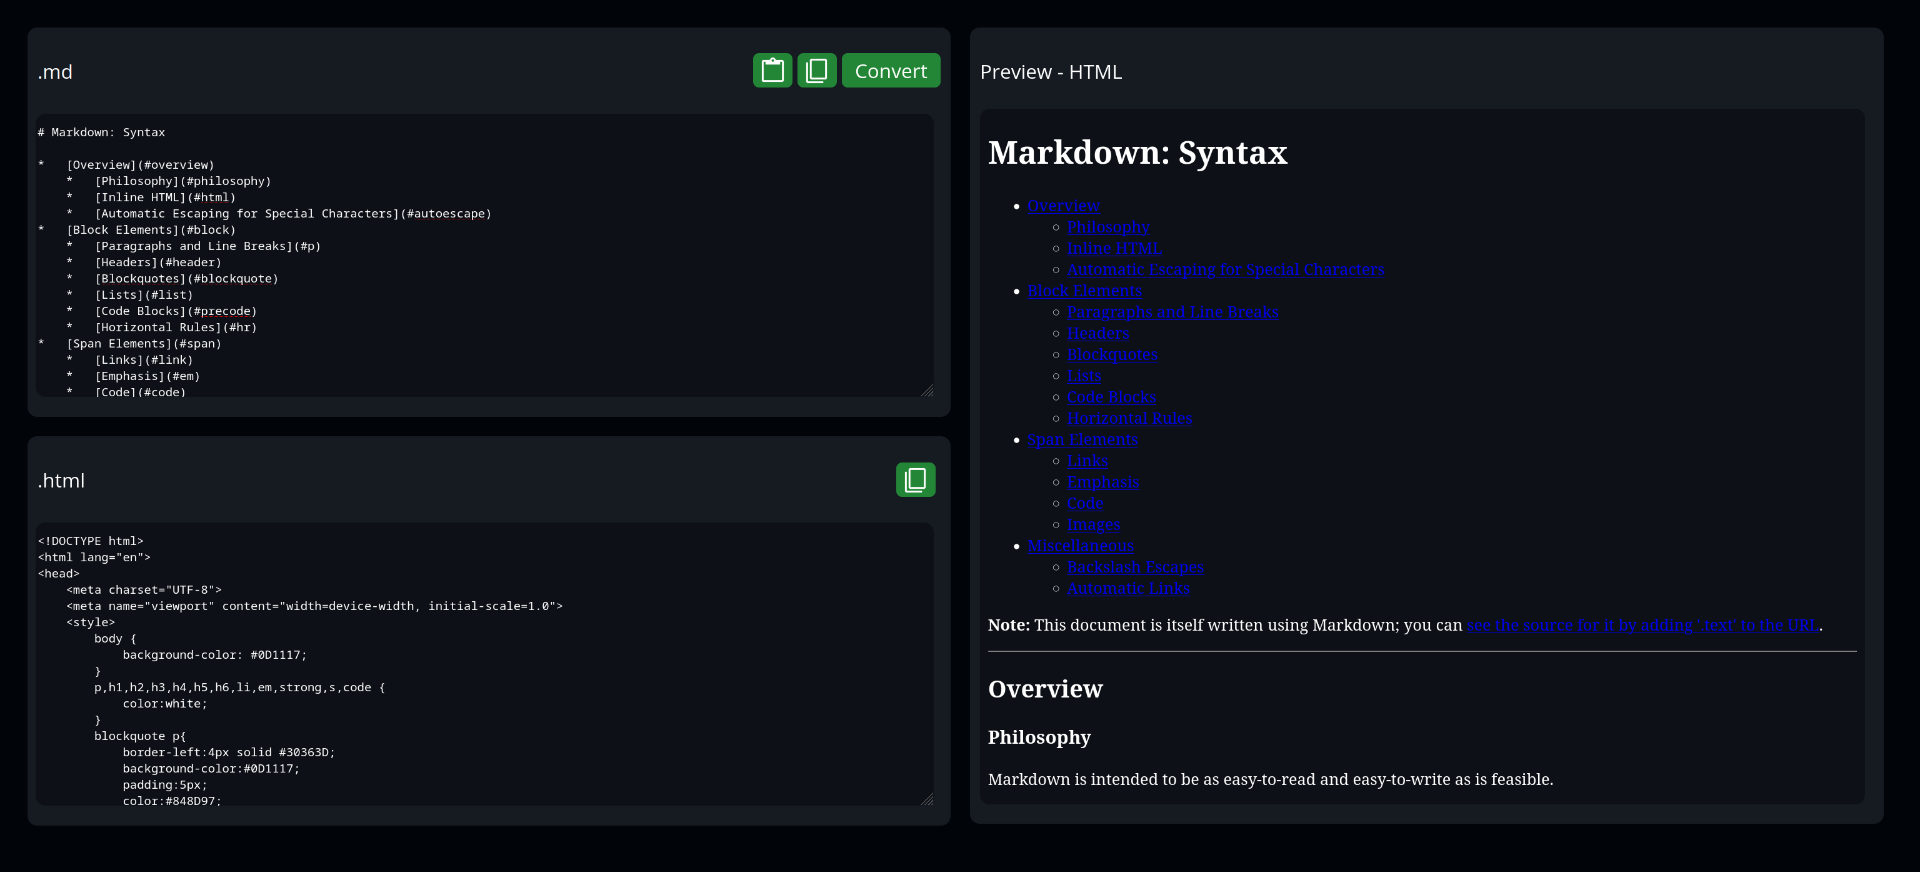 .md
Convert
# Markdown: Syntax
*   [Overview](#overview)
    *   [Philosophy](#philosophy)
    *   [Inline HTML](#html)
    *   [Automatic Escaping for Special Characters](#autoescape)
*   [Block Elements](#block)
    *   [Paragraphs and Line Breaks](#p)
    *   [Headers](#header)
    *   [Blockquotes](#blockquote)
    *   [Lists](#list)
    *   [Code Blocks](#precode)
    *   [Horizontal Rules](#hr)
*   [Span Elements](#span)
    *   [Links](#link)
    *   [Emphasis](#em)
    *   [Code](#code)
.html
<!DOCTYPE html>
<html lang="en">
<head>
    <meta charset="UTF-8">
    <meta name="viewport" content="width=device-width, initial-scale=1.0">
    <style>
        body {
            background-color: #0D1117;
        }
        p,h1,h2,h3,h4,h5,h6,li,em,strong,s,code {
            color:white;
        }
        blockquote p{
            border-left:4px solid #30363D;
            background-color:#0D1117;
            padding:5px;
            color:#848D97;
Preview - HTML
Markdown: Syntax
Overview
Philosophy
Inline HTML
Automatic Escaping for Special Characters
Block Elements
Paragraphs and Line Breaks
Headers
Blockquotes
Lists
Code Blocks
Horizontal Rules
Span Elements
Links
Emphasis
Code
Images
Miscellaneous
Backslash Escapes
Automatic Links
Note: This document is itself written using Markdown; you can see the source for it by adding '.text' to the URL.
Overview
Philosophy
Markdown is intended to be as easy-to-read and easy-to-write as is feasible.